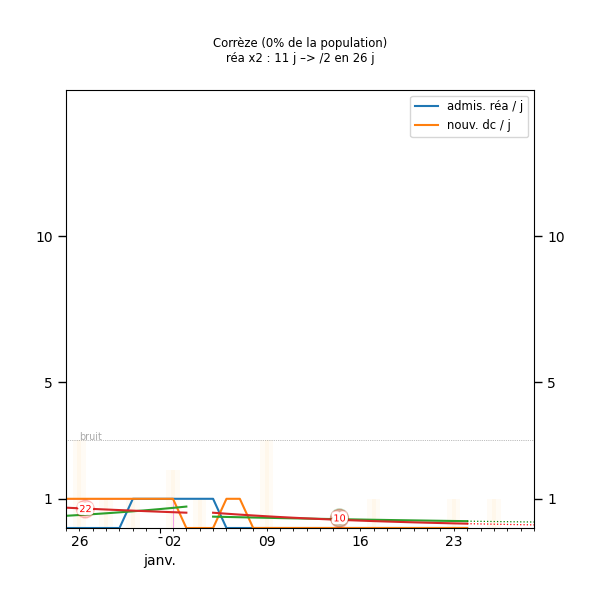 Corrèze (0% de la population)
réa x2 : 11 j –> /2 en 26 j
admis. réa / j
nouv. dc / j
10
10
5
5
bruit
1
1
22
10
26
02
09
16
23
janv.